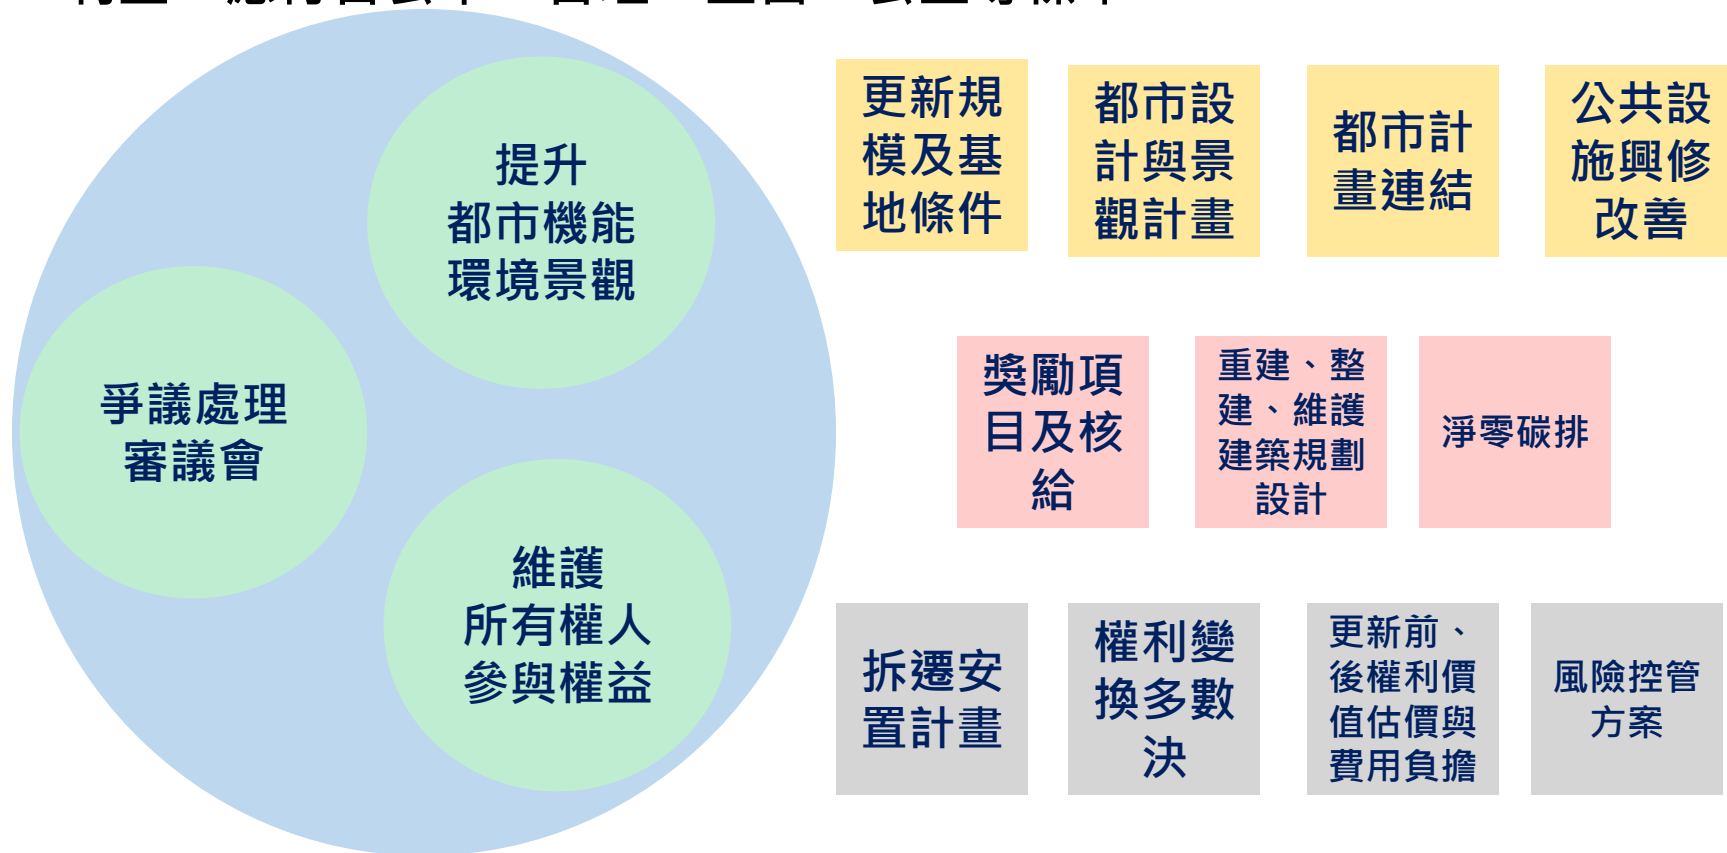 提升
都市機能
環境景觀
爭議處理
審議會
維護
所有權人
參與權益
更新規
模及基
地條件
都市設
計與景
觀計畫
都市計
畫連結
公共設
施興修
改善
獎勵項
目及核
給
重建、整
建、維護
建築規劃
設計
淨零碳排
拆遷安
置計畫
權利變
換多數
決
更新前、
後權利價
值估價與
費用負擔
風險控管
方案